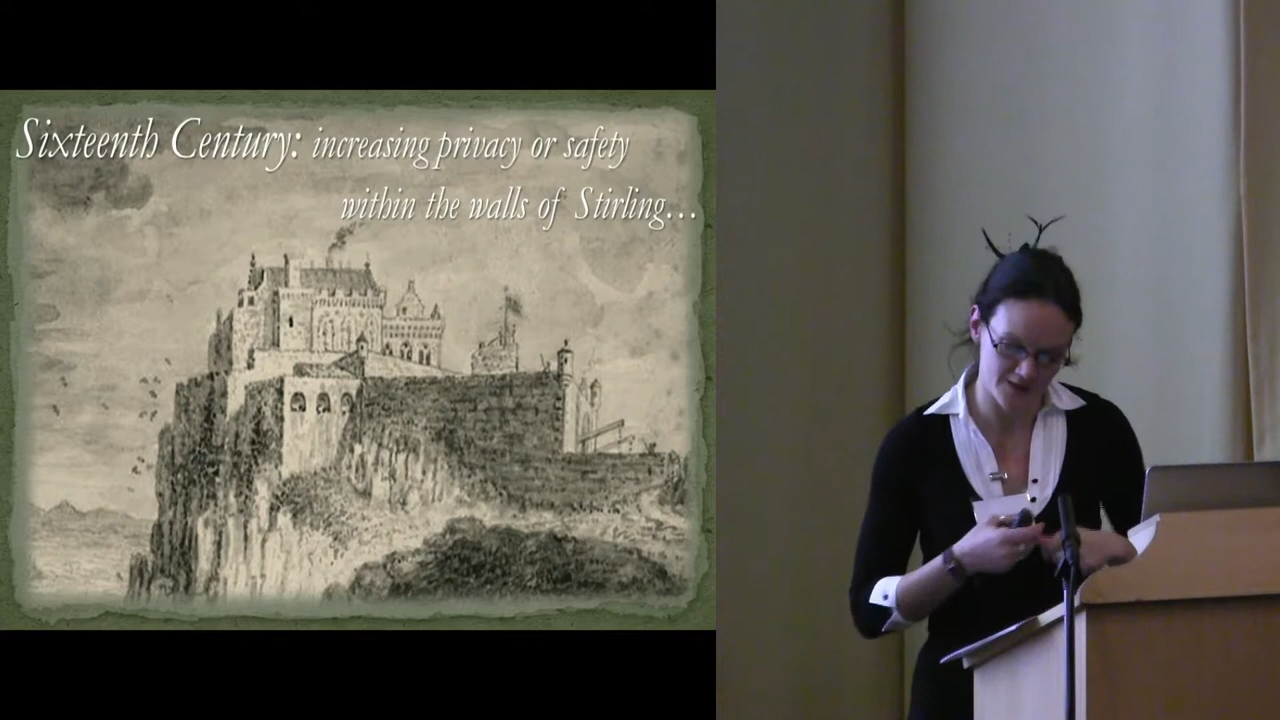 Sixteenth Century: increasing privacy or safety
within the walls of Stirling...